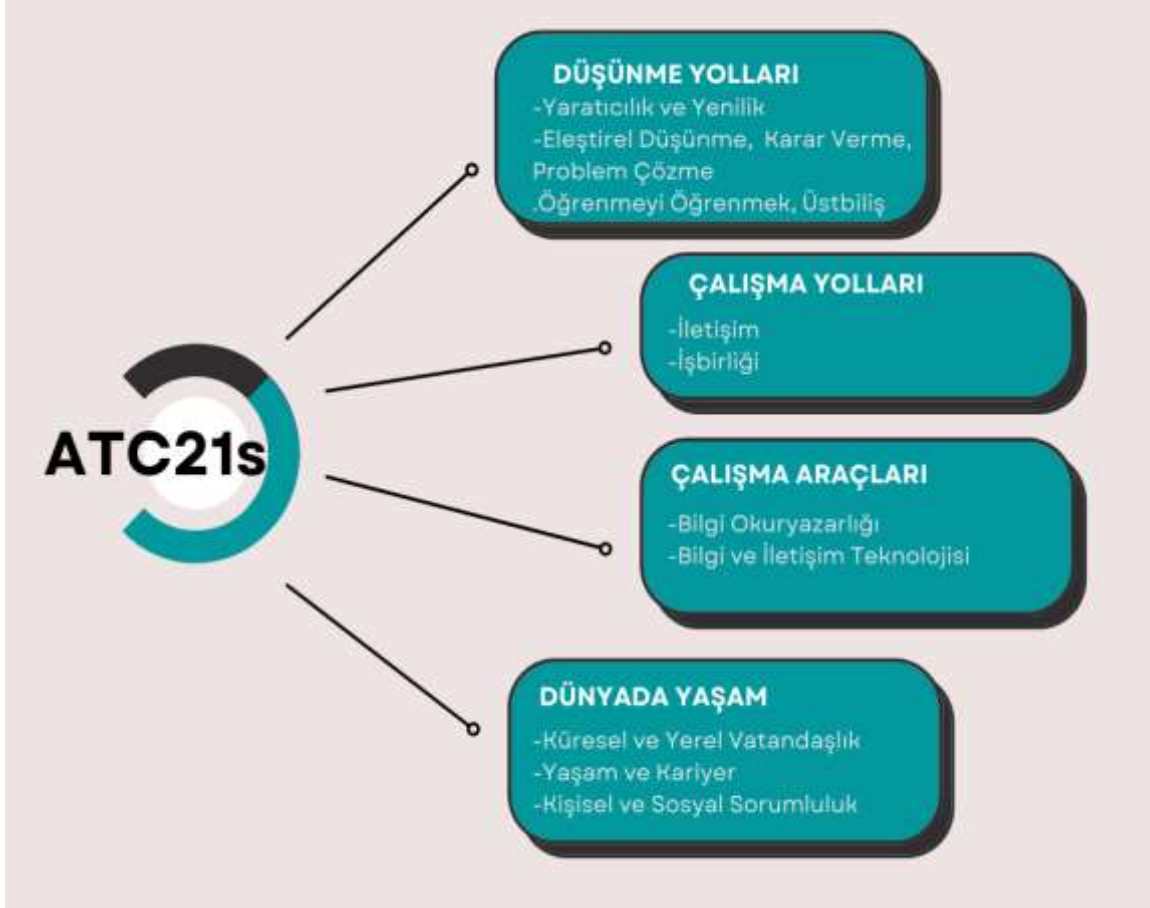 DÜŞÜNME YOLLARI
-Yaratıcılık ve Yenilik
-Eleştirel Düşünme, Karar Verme,
Problem Çözme
.Öğrenmeyi Öğrenmek, Üstbiliş
ÇALIŞMA YOLLARI
-İletişim
-İşbirliği
ATC21s
ÇALIŞMA ARAÇLARI
-Bilgi Okuryazarlığı
-Bilgi ve İletişim Teknolojisi
DÜNYADA YAŞAM
-Küresel ve Yerel Vatandaşlık
-Yaşam ve Kariyer
-Kişisel ve Sosyal Sorumluluk